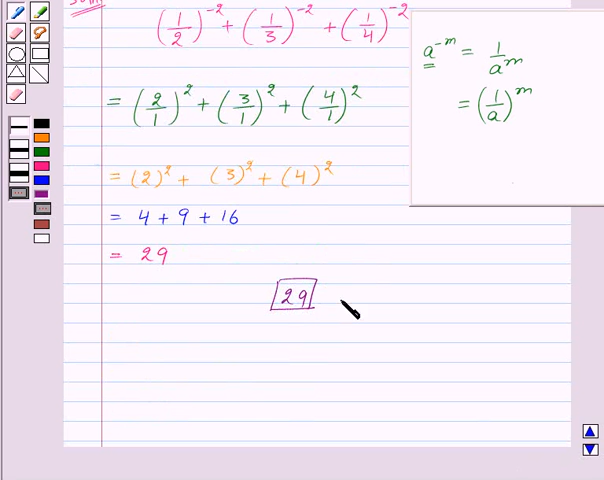 (1/2)^-2 + (1/3)^-2 + (1/4)^-2
= (2/1)^2 + (3/1)^2 + (4/1)^2
= (2)^2 + (3)^2 + (4)^2
= 4 + 9 + 16
= 29
29
a^-m = 1/a^m
= (1/a)^m